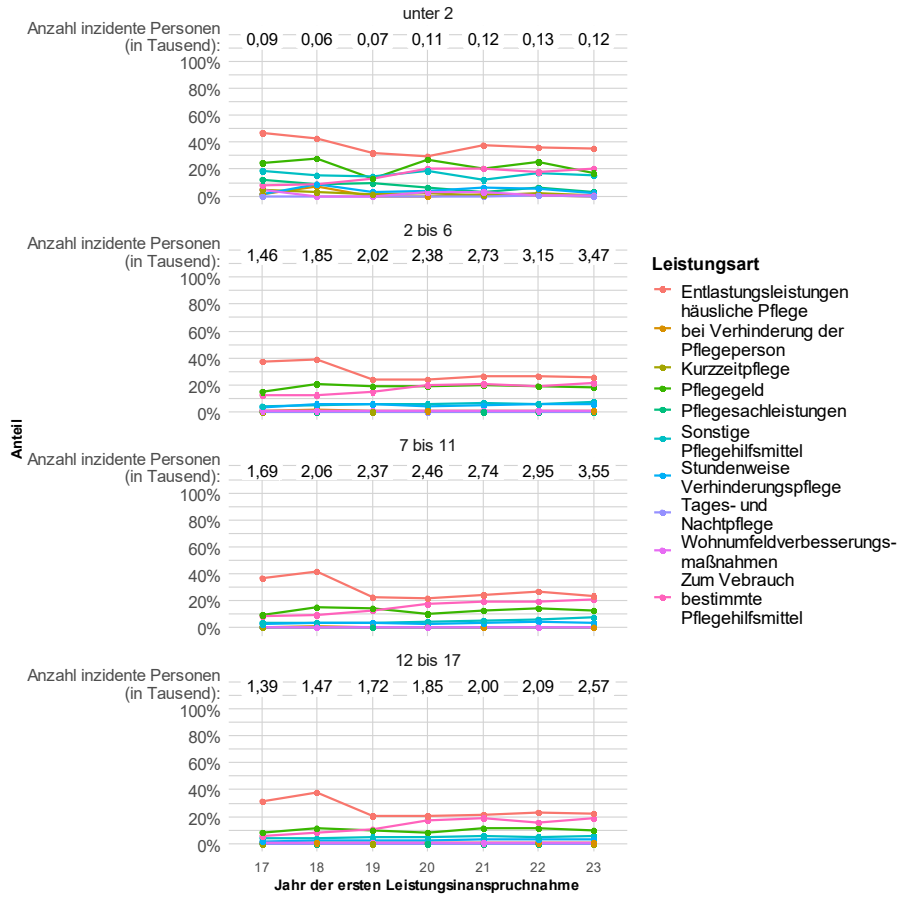 unter 2
Anzahl inzidente Personen
(in Tausend):
0,09 0,06 0,07 0,11 0,12 0,13 0,12
100%
80%
60%
40%
20%
0%
2 bis 6
Anzahl inzidente Personen
(in Tausend):
1,46 1,85 2,02 2,38 2,73 3,15 3,47
100%
80%
60%
40%
20%
0%
7 bis 11
Anzahl inzidente Personen
(in Tausend):
1,69 2,06 2,37 2,46 2,74 2,95 3,55
100%
80%
60%
40%
20%
0%
12 bis 17
Anzahl inzidente Personen
(in Tausend):
1,39 1,47 1,72 1,85 2,00 2,09 2,57
100%
80%
60%
40%
20%
0%
17 18 19 20 21 22 23
Jahr der ersten Leistungsinanspruchnahme
Anteil
Leistungsart
Entlastungsleistungen
häusliche Pflege
bei Verhinderung der
Pflegeperson
Kurzzeitpflege
Pflegegeld
Pflegesachleistungen
Sonstige
Pflegehilfsmittel
Stundenweise
Verhinderungspflege
Tages- und
Nachtpflege
Wohnumfeldverbesserungs-
maßnahmen
Zum Vebrauch
bestimmte
Pflegehilfsmittel